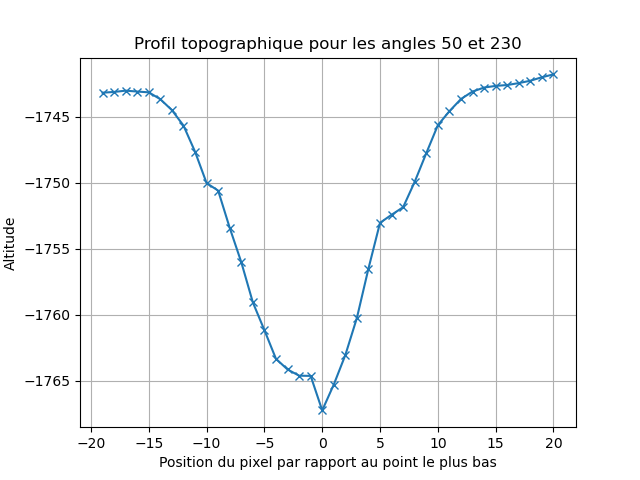 Profil topographique pour les angles 50 et 230
Altitude
−1745
−1750
−1755
−1760
−1765
−20 −15 −10 −5 0 5 10 15 20
Position du pixel par rapport au point le plus bas